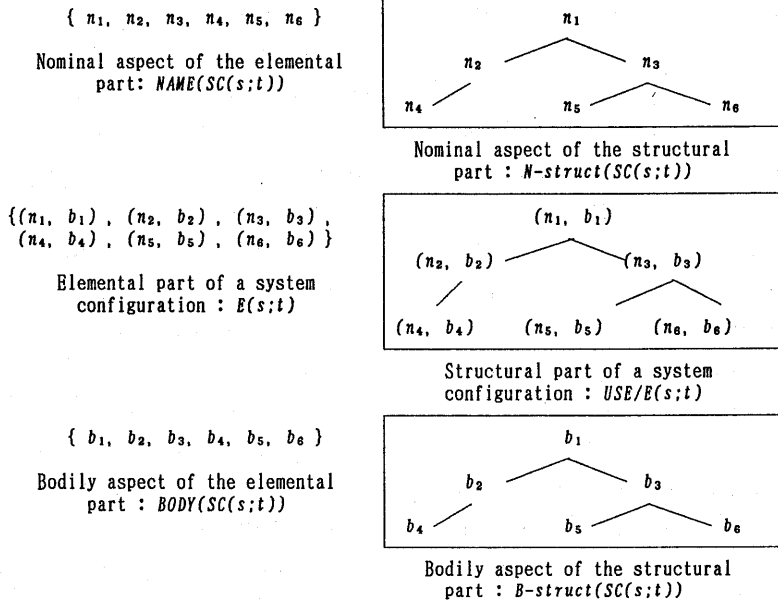 { n₁, n₂, n₃, n₄, n₅, n₆ }
Nominal aspect of the elemental
part: NAME(SC(s;t))
n₁
n₂ n₃
n₄ n₅ n₆
Nominal aspect of the structural
part : N-struct(SC(s;t))
{(n₁, b₁) , (n₂, b₂) , (n₃, b₃) ,
(n₄, b₄) , (n₅, b₅) , (n₆, b₆) }
Elemental part of a system
configuration : E(s;t)
(n₁, b₁)
(n₂, b₂) (n₃, b₃)
(n₄, b₄) (n₅, b₅) (n₆, b₆)
Structural part of a system
configuration : USE/E(s;t)
{ b₁, b₂, b₃, b₄, b₅, b₆ }
Bodily aspect of the elemental
part : BODY(SC(s;t))
b₁
b₂ b₃
b₄ b₅ b₆
Bodily aspect of the structural
part : B-struct(SC(s;t))